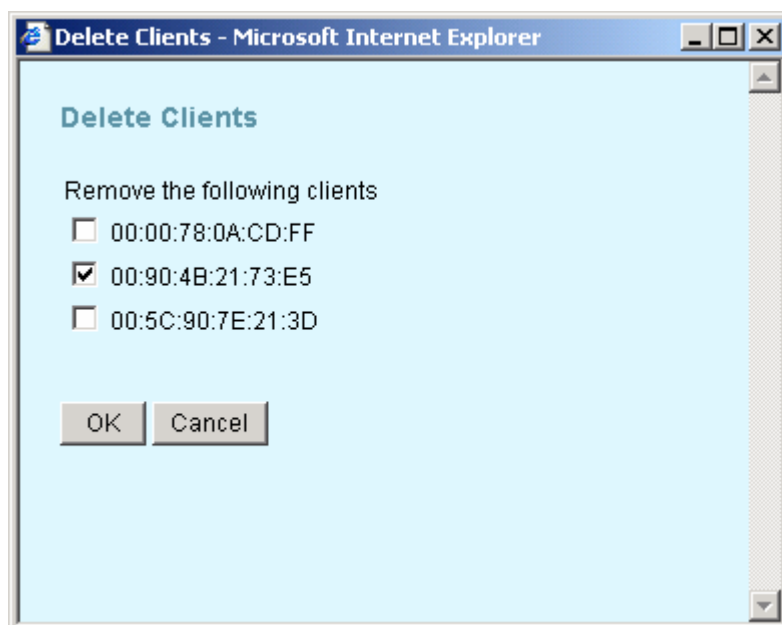 Delete Clients - Microsoft Internet Explorer
Delete Clients
Remove the following clients
00:00:78:0A:CD:FF
00:90:4B:21:73:E5
00:5C:90:7E:21:3D
OK Cancel